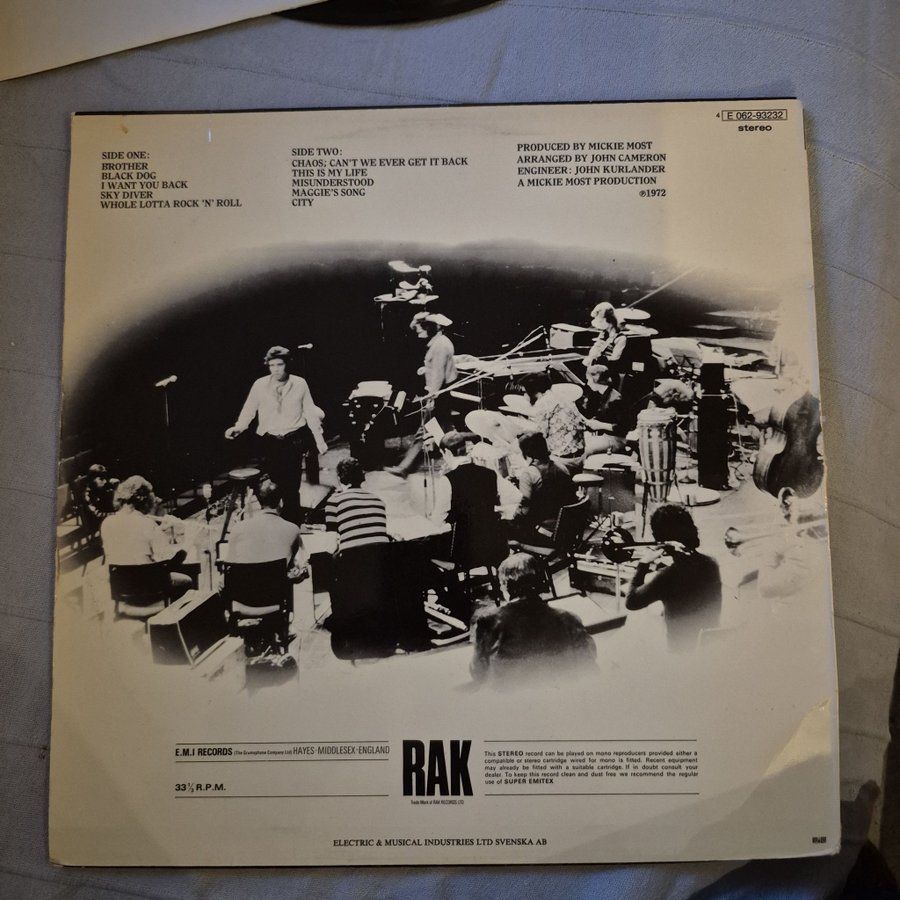 4 E 062-93232
stereo
SIDE ONE:
BROTHER
BLACK DOG
I WANT YOU BACK
SKY DIVER
WHOLE LOTTA ROCK 'N' ROLL
SIDE TWO:
CHAOS; CAN'T WE EVER GET IT BACK
THIS IS MY LIFE
MISUNDERSTOOD
MAGGIE'S SONG
CITY
PRODUCED BY MICKIE MOST
ARRANGED BY JOHN CAMERON
ENGINEER: JOHN KURLANDER
A MICKIE MOST PRODUCTION
℗1972
E.M.I RECORDS (The Gramophone Company Ltd) HAYES·MIDDLESEX·ENGLAND
33⅓ R.P.M.
RAK
Trade Mark of RAK RECORDS LTD
This STEREO record can be played on mono reproducers provided either a
compatible or stereo cartridge wired for mono is fitted. Recent equipment
may already be fitted with a suitable cartridge. If in doubt consult your
dealer. To keep this record clean and dust free we recommend the regular
use of SUPER EMITEX
ELECTRIC & MUSICAL INDUSTRIES LTD SVENSKA AB